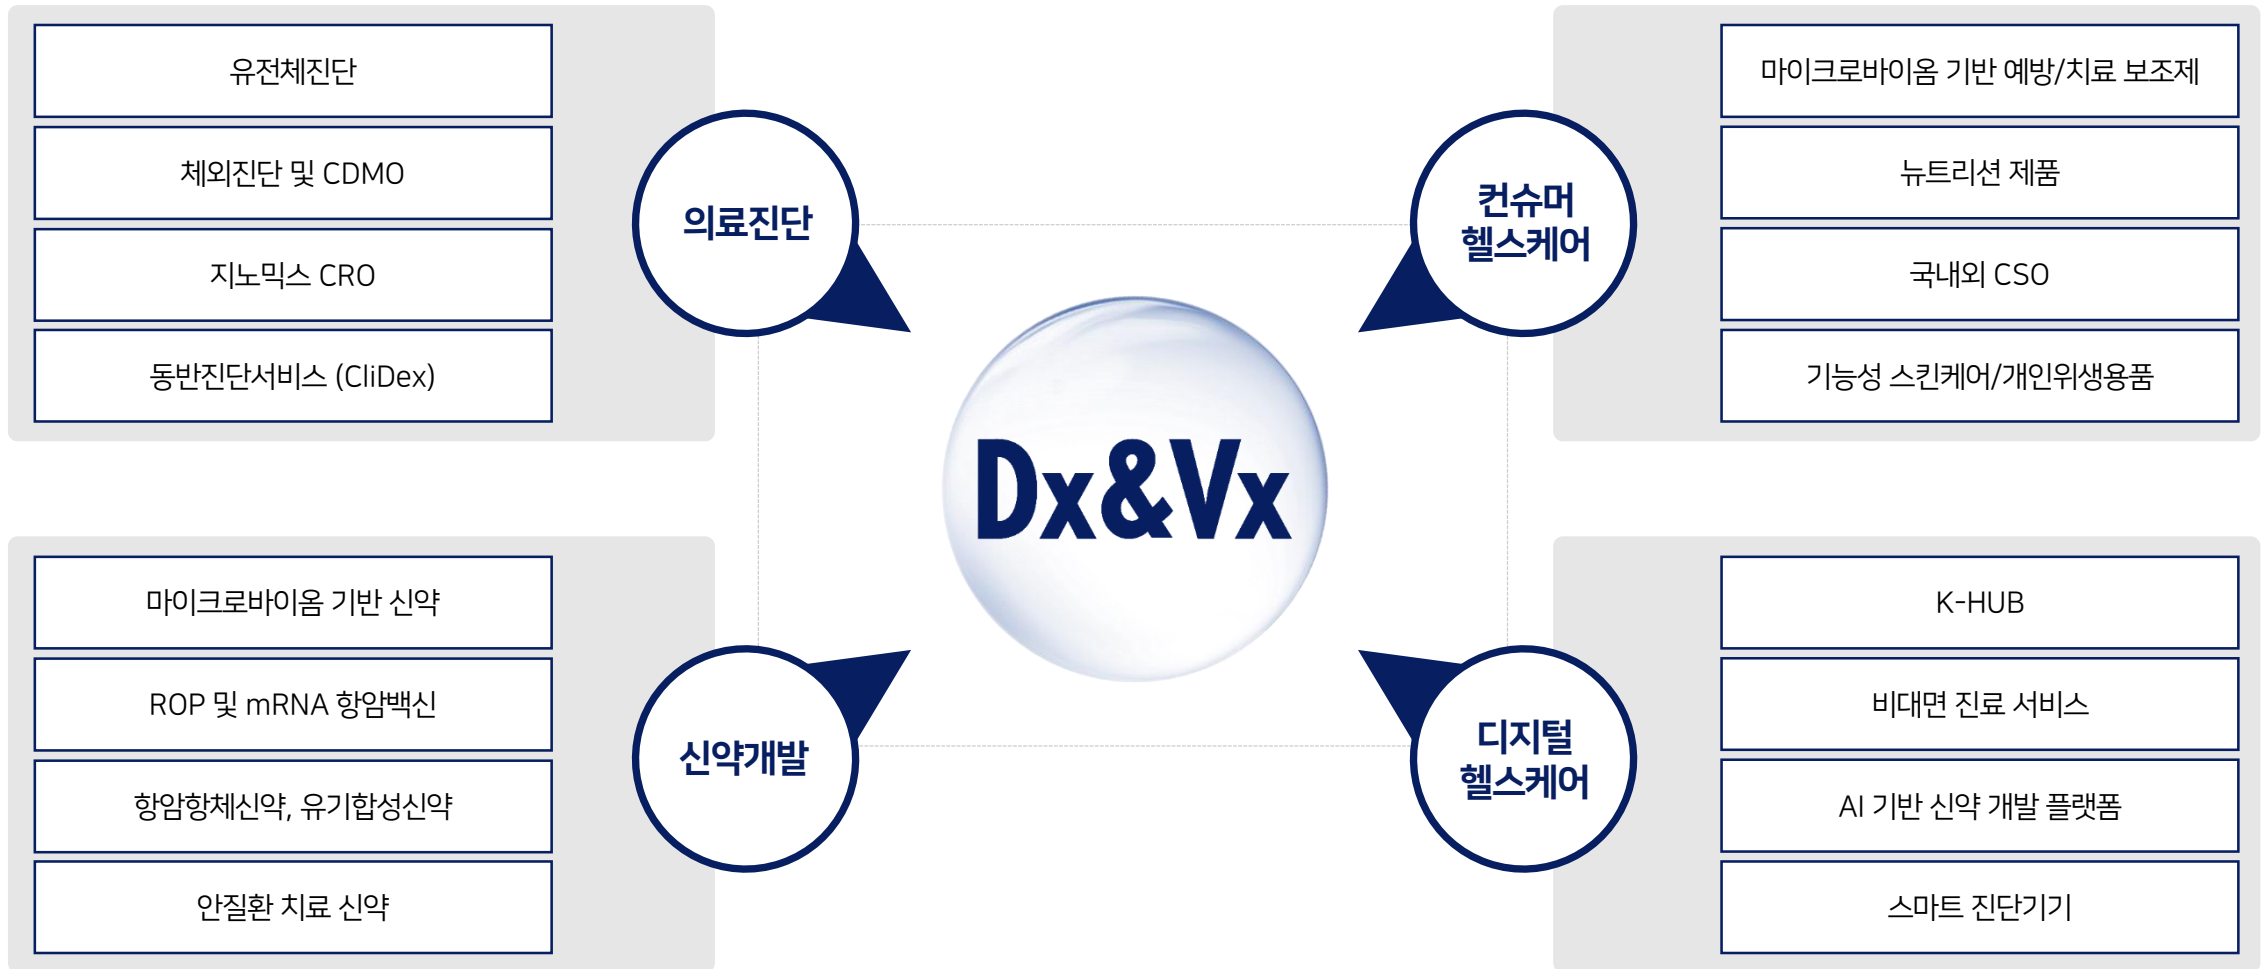 유전체진단
체외진단 및 CDMO
지노믹스 CRO
동반진단서비스 (CliDex)
의료진단
컨슈머
헬스케어
마이크로바이옴 기반 예방/치료 보조제
뉴트리션 제품
국내외 CSO
기능성 스킨케어/개인위생용품
Dx&Vx
마이크로바이옴 기반 신약
ROP 및 mRNA 항암백신
항암항체신약, 유기합성신약
안질환 치료 신약
신약개발
디지털
헬스케어
K-HUB
비대면 진료 서비스
AI 기반 신약 개발 플랫폼
스마트 진단기기